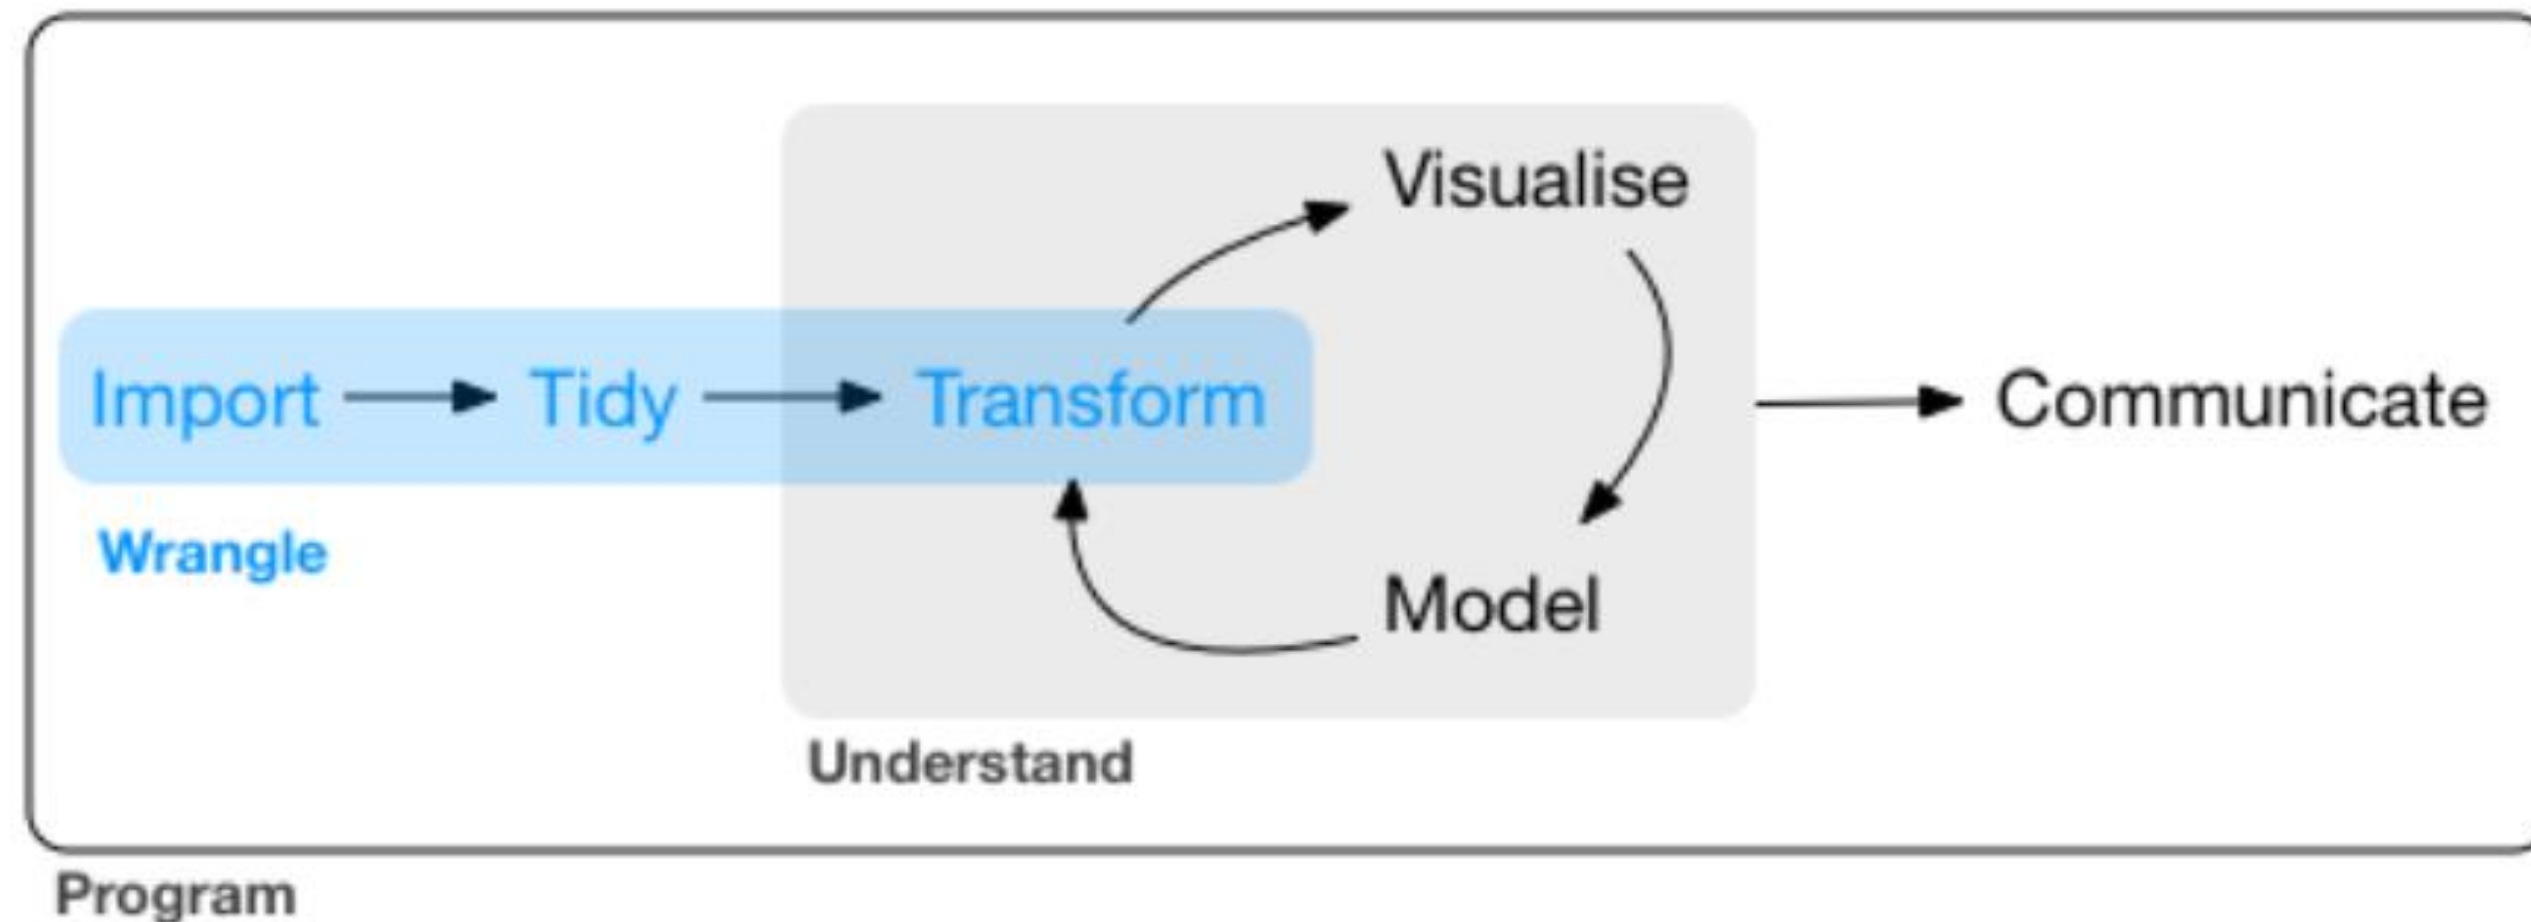 Visualise
Import Tidy Transform Communicate
Wrangle
Model
Understand
Program